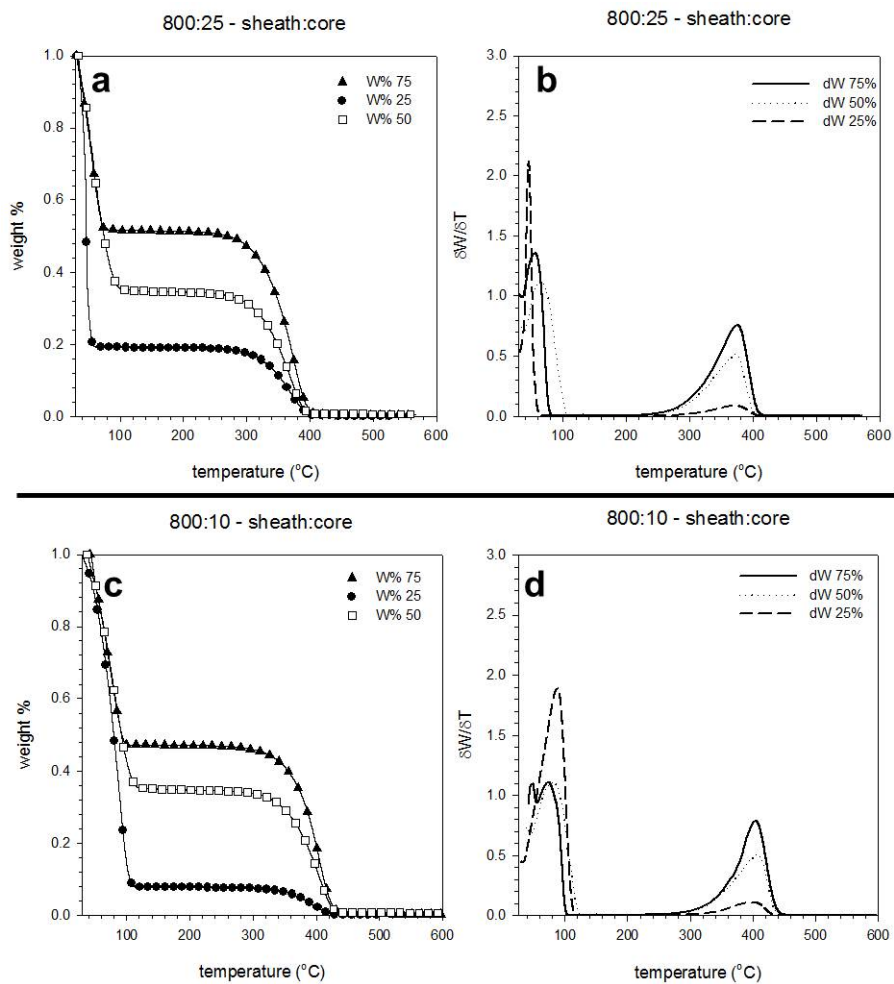 800:25 - sheath:core
a
W% 75
W% 25
W% 50
weight %
1.0
0.8
0.6
0.4
0.2
0.0
100 200 300 400 500 600
temperature (°C)
800:25 - sheath:core
b
dW 75%
dW 50%
dW 25%
δW/δT
3.0
2.5
2.0
1.5
1.0
0.5
0.0
100 200 300 400 500 600
temperature (°C)
800:10 - sheath:core
c
W% 75
W% 25
W% 50
weight %
1.0
0.8
0.6
0.4
0.2
0.0
100 200 300 400 500 600
temperature (°C)
800:10 - sheath:core
d
dW 75%
dW 50%
dW 25%
δW/δT
3.0
2.5
2.0
1.5
1.0
0.5
0.0
100 200 300 400 500 600
temperature (°C)